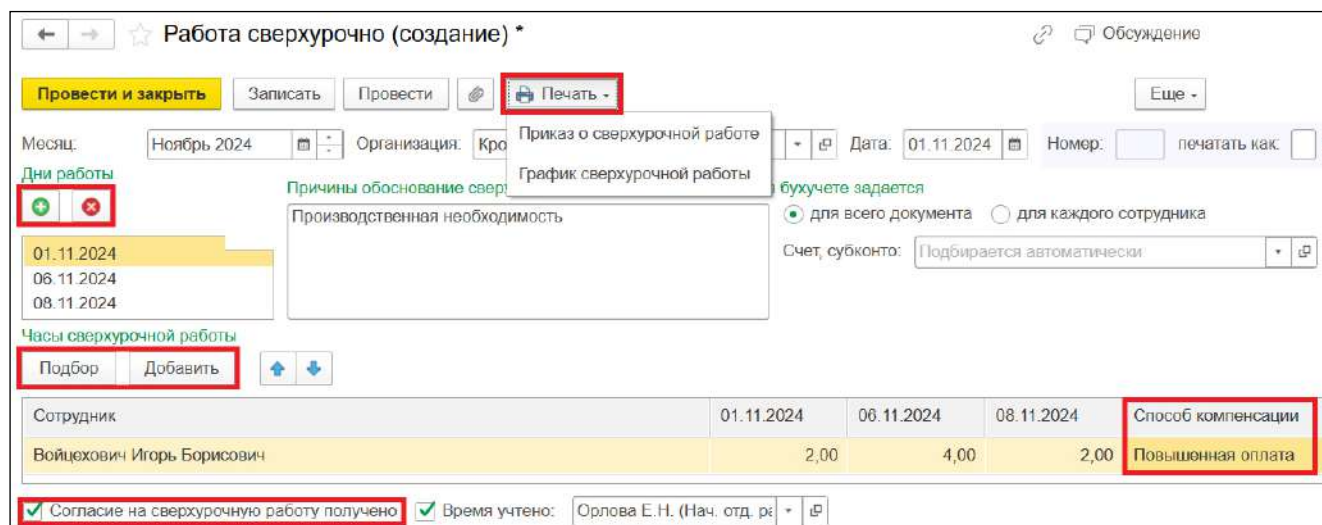 Работа сверхурочно (создание) *
Обсуждение
Провести и закрыть Записать Провести Печать Еще
Приказ о сверхурочной работе
График сверхурочной работы
Месяц: Ноябрь 2024 Организация: Кро Дата: 01.11.2024 Номер: печатать как:
Дни работы
Причины обоснование сверх бухучете задается
Производственная необходимость
для всего документа для каждого сотрудника
Счет, субконто: Подбирается автоматически
01.11.2024
06.11.2024
08.11.2024
Часы сверхурочной работы
Подбор Добавить
Сотрудник 01.11.2024 06.11.2024 08.11.2024 Способ компенсации
Войцехович Игорь Борисович 2,00 4,00 2,00 Повышенная оплата
Согласие на сверхурочную работу получено Время учтено: Орлова Е.Н. (Нач. отд. ра